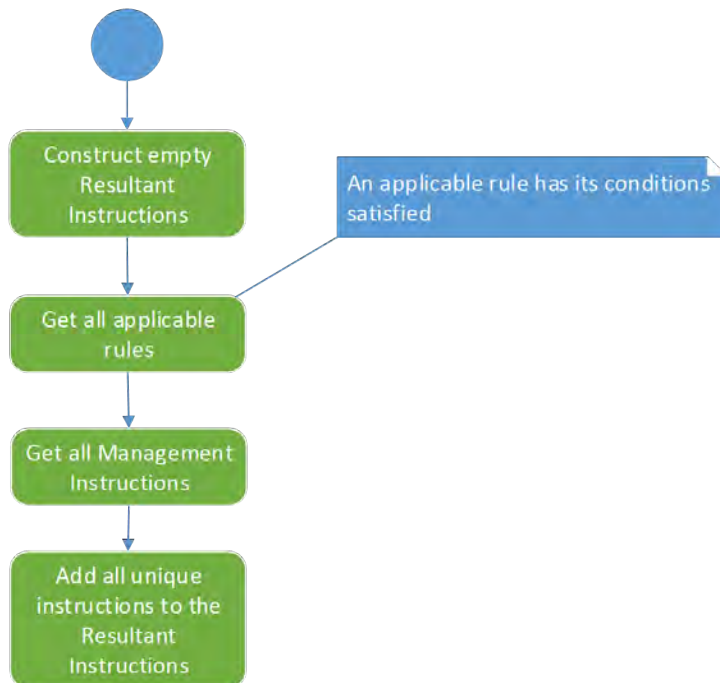 Construct empty
Resultant
Instructions
An applicable rule has its conditions
satisfied
Get all applicable
rules
Get all Management
Instructions
Add all unique
instructions to the
Resultant
Instructions